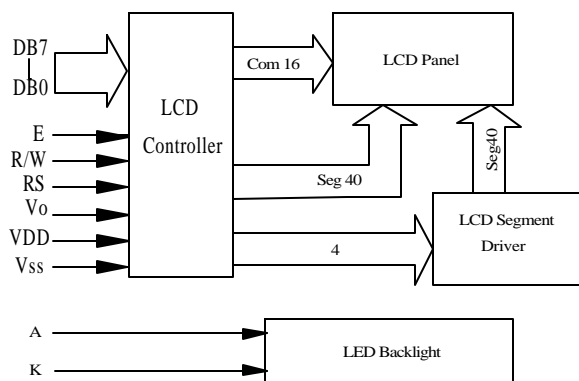 DB7
DB0
E
R/W
RS
Vo
VDD
Vss
LCD
Controller
Com 16
LCD Panel
Seg 40
Seg40
4
LCD Segment
Driver
A
K
LED Backlight